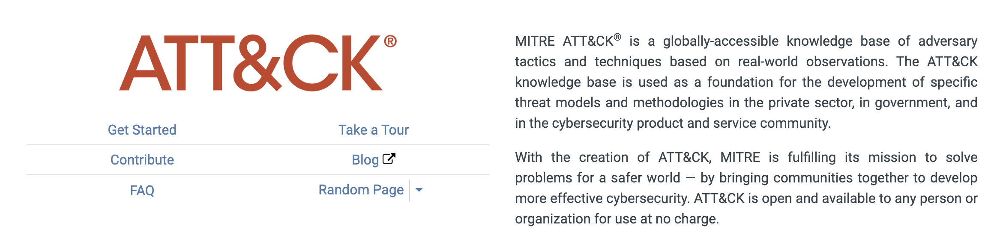 ATT&CK®
Get Started
Take a Tour
Contribute
Blog
FAQ
Random Page
MITRE ATT&CK® is a globally-accessible knowledge base of adversary
tactics and techniques based on real-world observations. The ATT&CK
knowledge base is used as a foundation for the development of specific
threat models and methodologies in the private sector, in government, and
in the cybersecurity product and service community.
With the creation of ATT&CK, MITRE is fulfilling its mission to solve
problems for a safer world — by bringing communities together to develop
more effective cybersecurity. ATT&CK is open and available to any person or
organization for use at no charge.